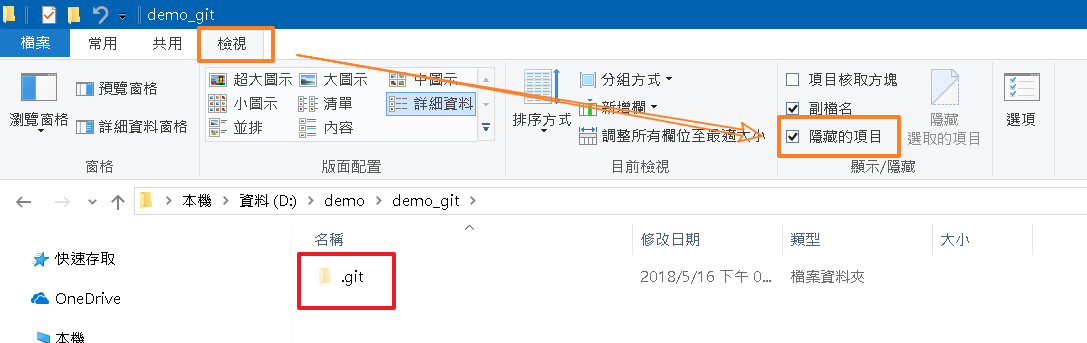 demo_git
檔案 常用 共用 檢視
預覽窗格
詳細資料窗格
瀏覽窗格
窗格
超大圖示 大圖示 中圖示
小圖示 清單 詳細資料
並排 內容
版面配置
排序方式
分組方式
新增欄
調整所有欄位至最適大小
目前檢視
項目核取方塊
副檔名
隱藏的項目
隱藏
選取的項目
顯示/隱藏
選項
本機 資料 (D:) demo demo_git
名稱 修改日期 類型 大小
快速存取
OneDrive
本機
.git 2018/5/16 下午 0... 檔案資料夾